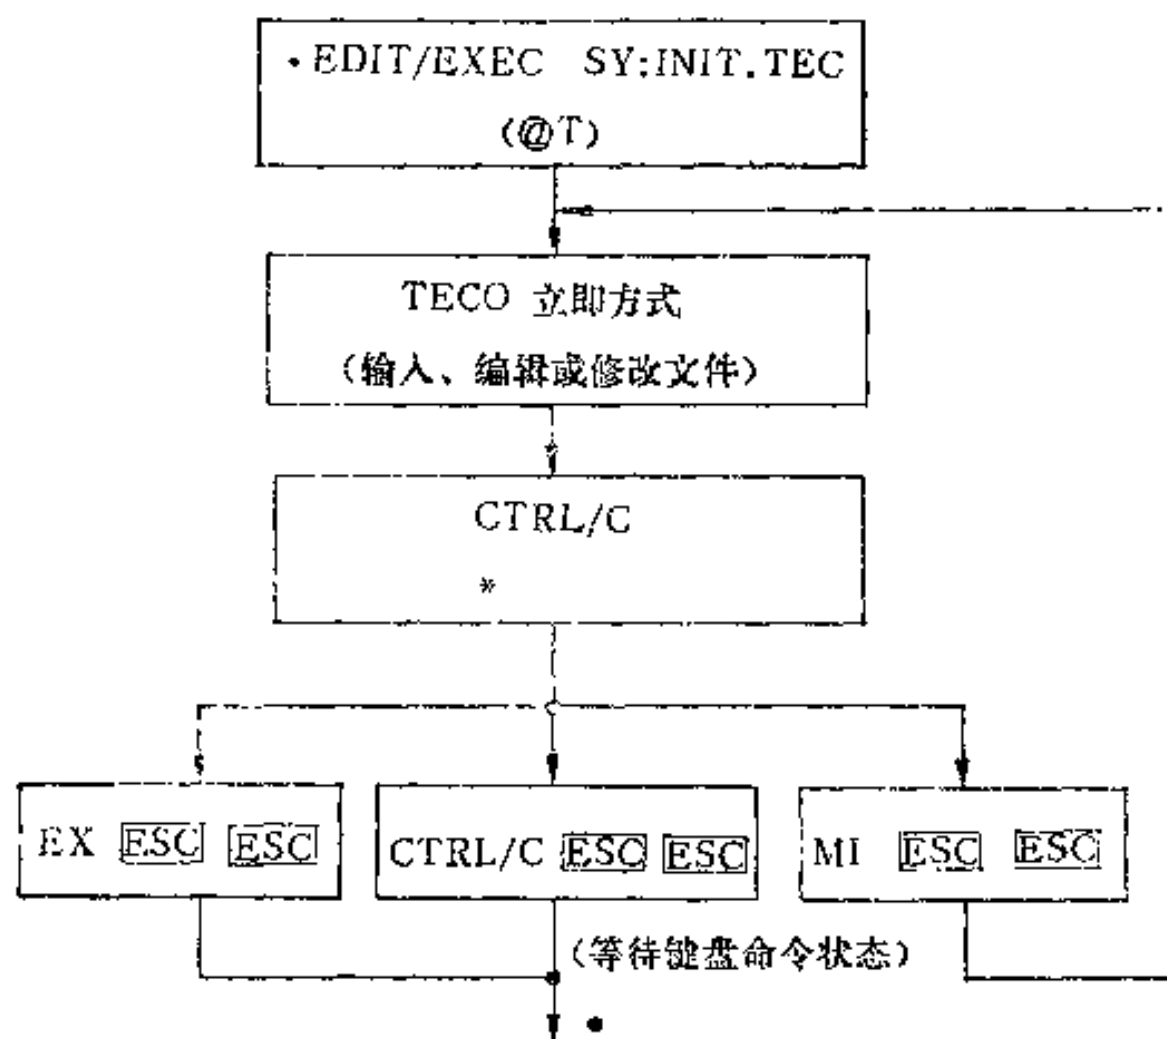 .EDIT/EXEC SY:INIT.TEC
(@T)
TECO 立即方式
(输入、编辑或修改文件)
CTRL/C
*
EX ESC ESC
CTRL/C ESC ESC
MI ESC ESC
(等待键盘命令状态)
.